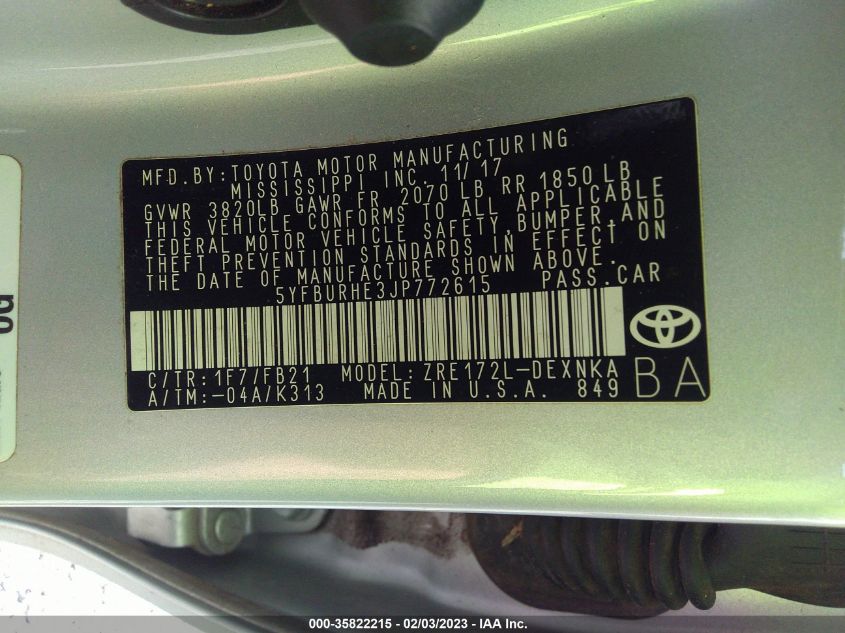 MFD.BY:TOYOTA MOTOR MANUFACTURING
MISSISSIPPI INC 11/17
GVWR 3820LB GAWR FR 2070 LB RR 1850 LB
THIS VEHICLE CONFORMS TO ALL APPLICABLE
FEDERAL MOTOR VEHICLE SAFETY,BUMPER,AND
THEFT PREVENTION STANDARDS IN EFFECT ON
THE DATE OF MANUFACTURE SHOWN ABOVE.
5YFBURHE3JP772615 PASS.CAR
C/TR:1F7/FB21 MODEL:ZRE172L-DEXNKA
A/TM:-04A/K313 MADE IN U.S.A. 849
BA
000-35822215 - 02/03/2023 - IAA Inc.